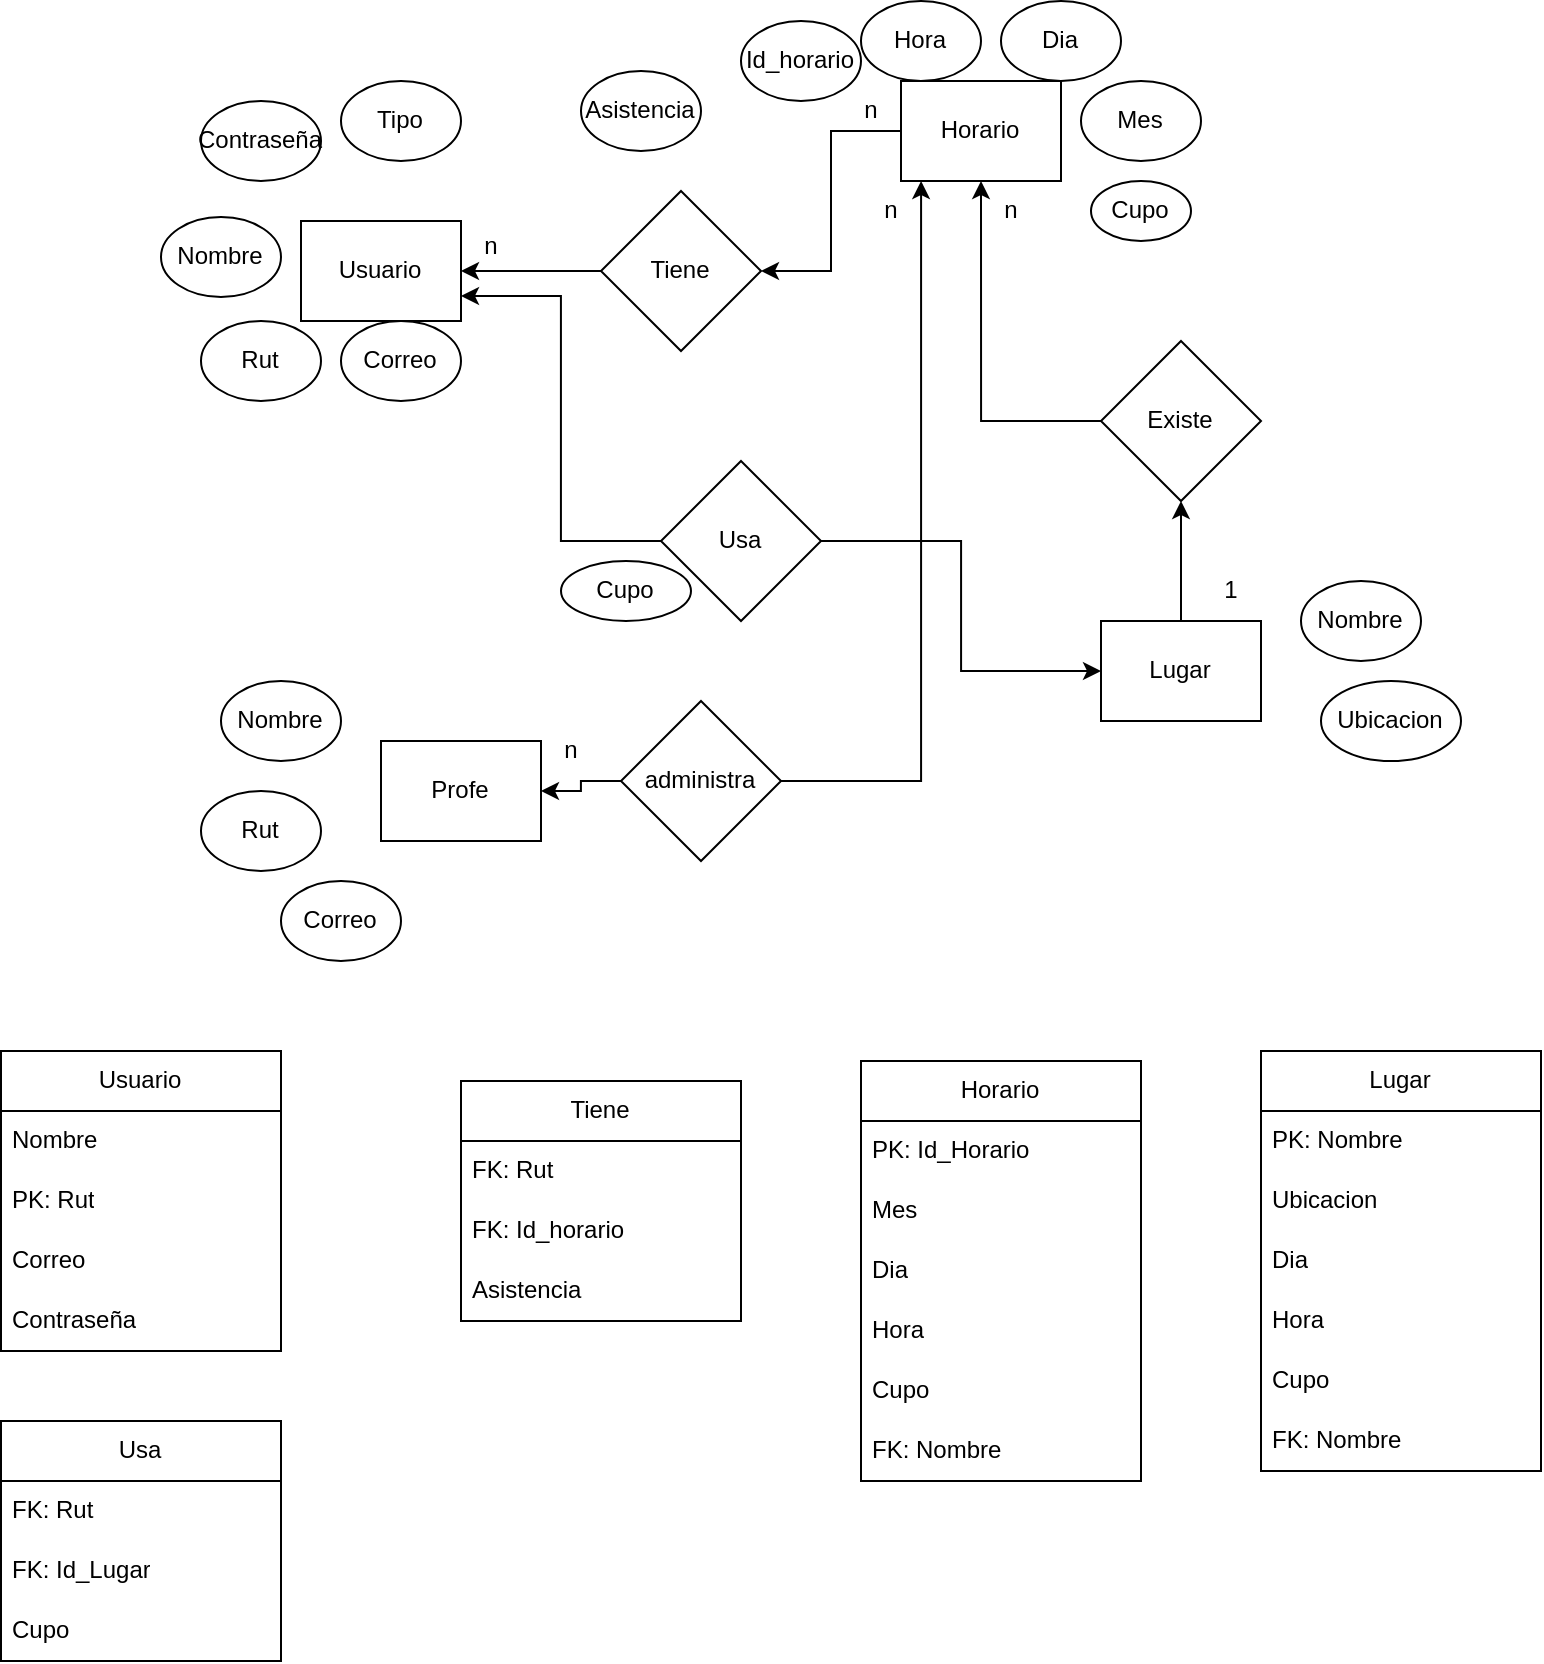 Hora
Dia
Id_horario
Asistencia
Tipo
Contraseña
n
Horario
Mes
n
n
Cupo
Nombre
Usuario
n
Tiene
Rut
Correo
Existe
Usa
Cupo
1
Nombre
Lugar
Ubicacion
Nombre
n
Profe
administra
Rut
Correo
Usuario
Nombre
PK: Rut
Correo
Contraseña
Tiene
FK: Rut
FK: Id_horario
Asistencia
Horario
PK: Id_Horario
Mes
Dia
Hora
Cupo
FK: Nombre
Lugar
PK: Nombre
Ubicacion
Dia
Hora
Cupo
FK: Nombre
Usa
FK: Rut
FK: Id_Lugar
Cupo